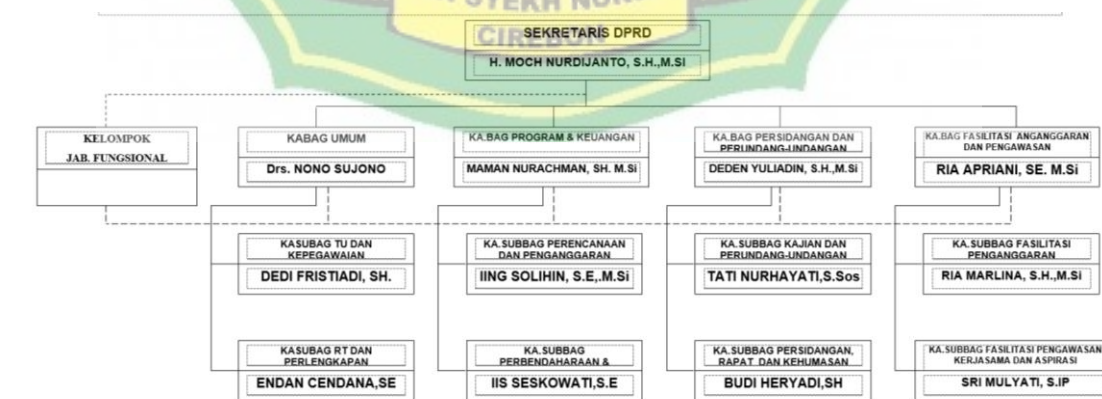 CIREBON
SEKRETARIS DPRD
H. MOCH NURDIJANTO, S.H.,M.SI
KELOMPOK
JAB. FUNGSIONAL
KABAG UMUM
Drs. NONO SUJONO
KA.BAG PROGRAM & KEUANGAN
MAMAN NURACHMAN, SH. M.Si
KA.BAG PERSIDANGAN DAN
PERUNDANG-UNDANGAN
DEDEN YULIADIN, S.H.,M.Si
KA.BAG FASILITASI ANGANGGARAN
DAN PENGAWASAN
RIA APRIANI, SE. M.Si
KASUBAG TU DAN
KEPEGAWAIAN
DEDI FRISTIADI, SH.
KA.SUBBAG PERENCANAAN
DAN PENGANGGARAN
IING SOLIHIN, S.E,.M.Si
KA.SUBBAG KAJIAN DAN
PERUNDANG-UNDANGAN
TATI NURHAYATI,S.Sos
KA.SUBBAG FASILITASI
PENGANGGARAN
RIA MARLINA, S.H.,M.Si
KASUBAG RT DAN
PERLENGKAPAN
ENDAN CENDANA,SE
KA.SUBBAG
PERBENDAHARAAN &
IIS SESKOWATI,S.E
KA.SUBBAG PERSIDANGAN,
RAPAT DAN KEHUMASAN
BUDI HERYADI,SH
KA.SUBBAG FASILITASI PENGAWASAN
KERJASAMA DAN ASPIRASI
SRI MULYATI, S.IP